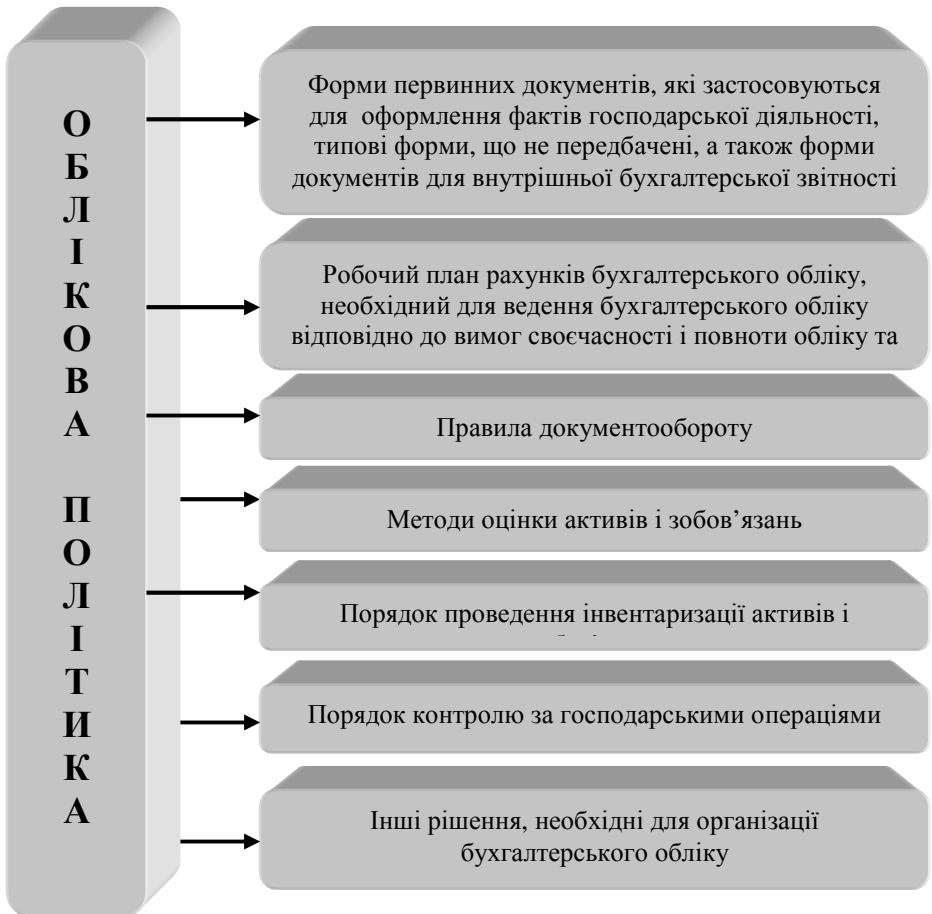 ОБЛІКОВА ПОЛІТИКА
Форми первинних документів, які застосовуються
для оформлення фактів господарської діяльності,
типові форми, що не передбачені, а також форми
документів для внутрішньої бухгалтерської звітності
Робочий план рахунків бухгалтерського обліку,
необхідний для ведення бухгалтерського обліку
відповідно до вимог своєчасності і повноти обліку та
Правила документообороту
Методи оцінки активів і зобов’язань
Порядок проведення інвентаризації активів і
Порядок контролю за господарськими операціями
Інші рішення, необхідні для організації
бухгалтерського обліку